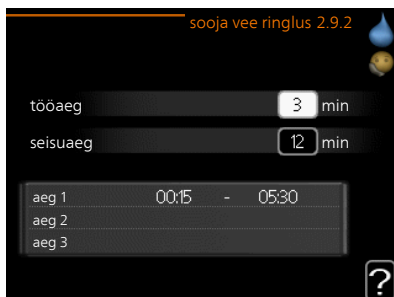 sooja vee ringlus 2.9.2
tööaeg 3 min
seisuaeg 12 min
aeg 1 00:15 - 05:30
aeg 2
aeg 3
?